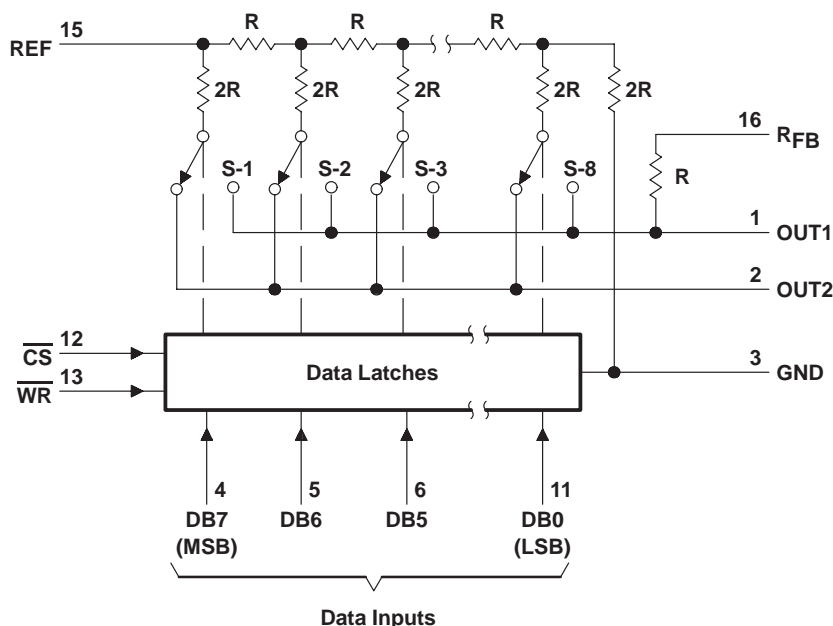 R R R
15
REF
2R 2R 2R 2R 2R
16
RFB
S-1 S-2 S-3 S-8
R
1
OUT1
2
OUT2
12
CS
13
WR
Data Latches
3
GND
4 5 6 11
DB7 DB6 DB5 DB0
(MSB) (LSB)
Data Inputs